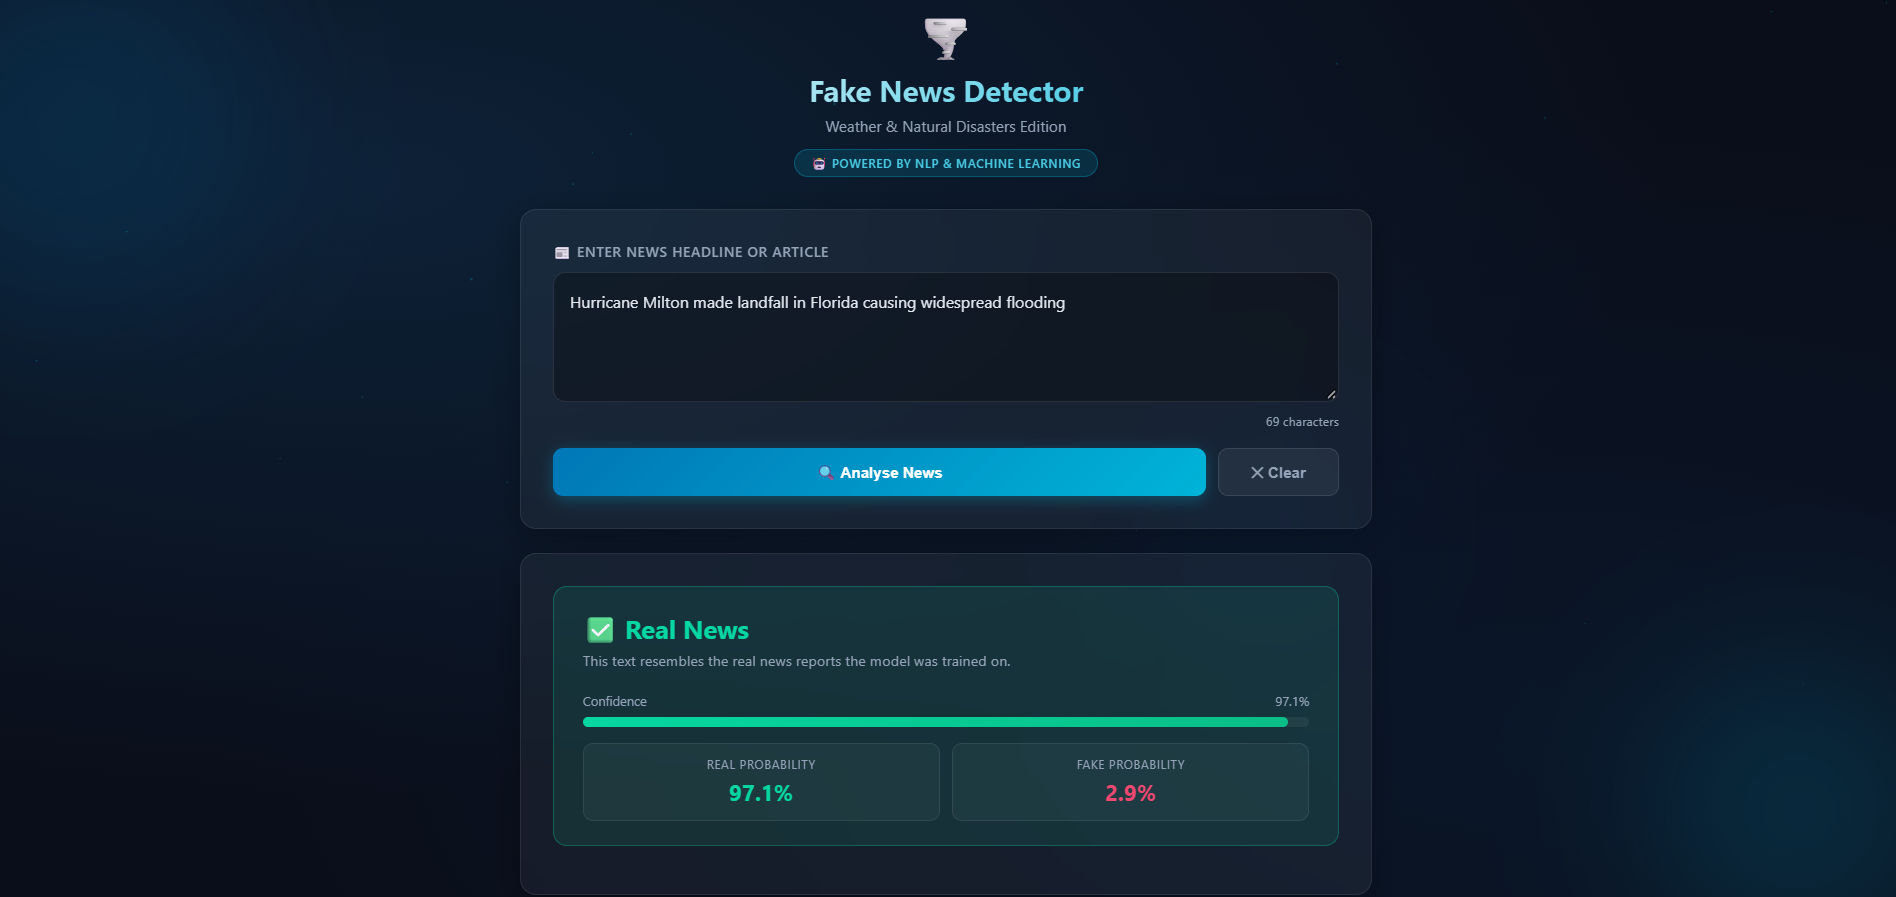 Fake News Detector
Weather & Natural Disasters Edition
POWERED BY NLP & MACHINE LEARNING
ENTER NEWS HEADLINE OR ARTICLE
Hurricane Milton made landfall in Florida causing widespread flooding
69 characters
Analyse News
✕ Clear
Real News
This text resembles the real news reports the model was trained on.
Confidence 97.1%
REAL PROBABILITY
97.1%
FAKE PROBABILITY
2.9%